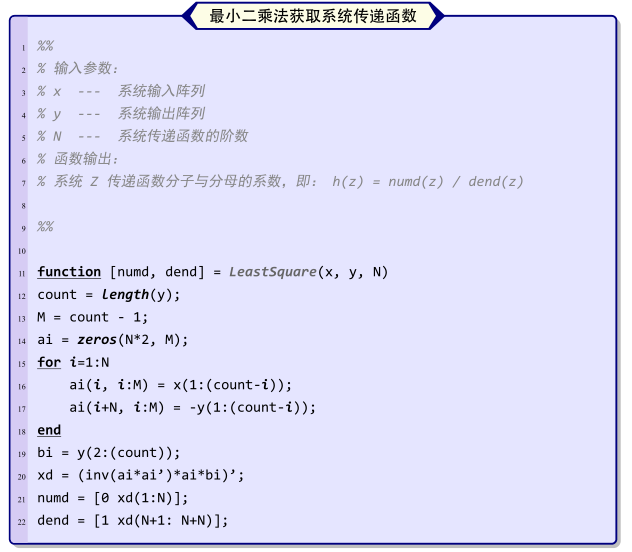 最小二乘法获取系统传递函数
1 %%
2 % 输入参数：
3 % x --- 系统输入阵列
4 % y --- 系统输出阵列
5 % N --- 系统传递函数的阶数
6 % 函数输出：
7 % 系统 Z 传递函数分子与分母的系数，即： h(z) = numd(z) / dend(z)
8
9 %%
10
11 function [numd, dend] = LeastSquare(x, y, N)
12 count = length(y);
13 M = count - 1;
14 ai = zeros(N*2, M);
15 for i=1:N
16 ai(i, i:M) = x(1:(count-i));
17 ai(i+N, i:M) = -y(1:(count-i));
18 end
19 bi = y(2:(count));
20 xd = (inv(ai*ai’)*ai*bi)’;
21 numd = [0 xd(1:N)];
22 dend = [1 xd(N+1: N+N)];